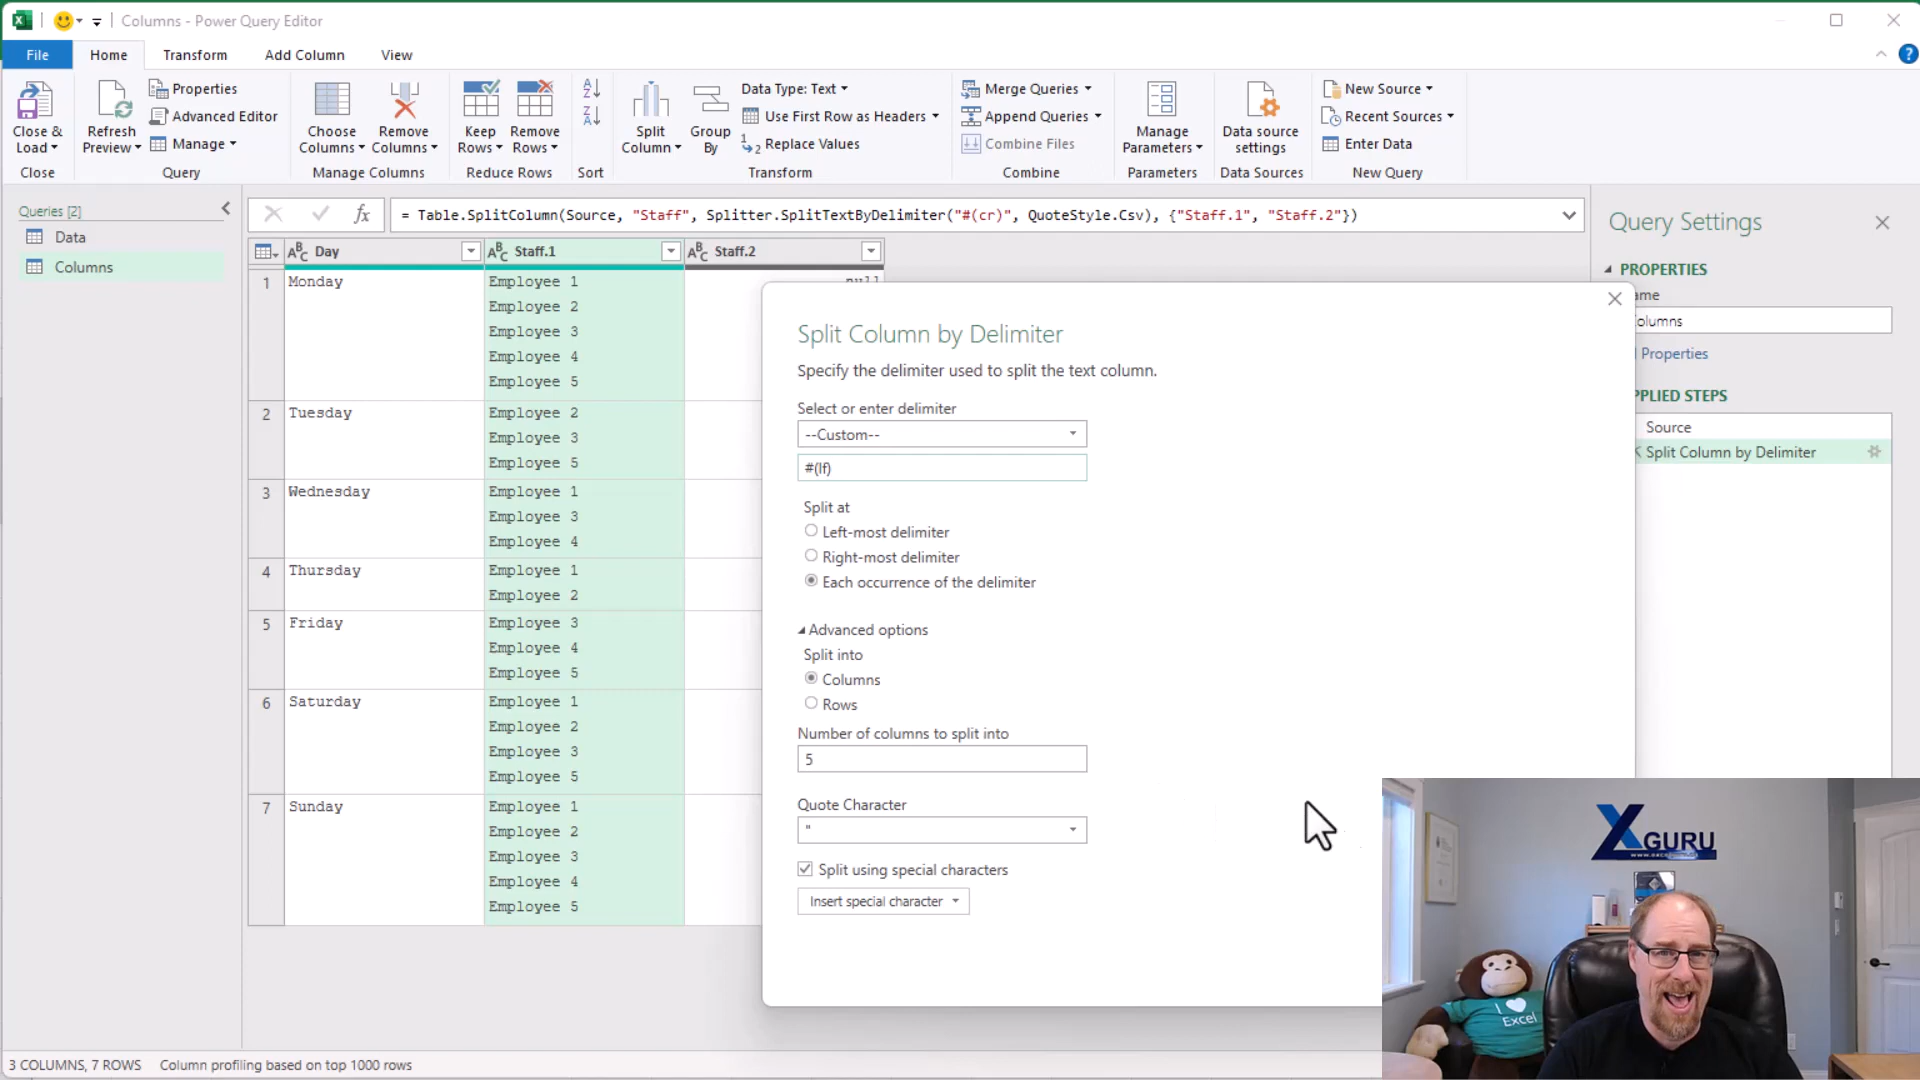 Columns - Power Query Editor
File
Home
Transform
Add Column
View
Close & Load
Close
Refresh Preview
Properties
Advanced Editor
Manage
Query
Choose Columns
Remove Columns
Manage Columns
Keep Rows
Remove Rows
Reduce Rows
Sort
Split Column
Group By
Data Type: Text
Use First Row as Headers
Replace Values
Transform
Merge Queries
Append Queries
Combine Files
Combine
Manage Parameters
Parameters
Data source settings
Data Sources
New Source
Recent Sources
Enter Data
New Query
Queries [2]
Data
Columns
fx
= Table.SplitColumn(Source, "Staff", Splitter.SplitTextByDelimiter("#(cr)", QuoteStyle.Csv), {"Staff.1", "Staff.2"})
ABC Day
ABC Staff.1
ABC Staff.2
1 Monday
Employee 1
null
Employee 2
Employee 3
Employee 4
Employee 5
2 Tuesday
Employee 2
Employee 3
Employee 5
3 Wednesday
Employee 1
Employee 3
Employee 4
4 Thursday
Employee 1
Employee 2
5 Friday
Employee 3
Employee 4
Employee 5
6 Saturday
Employee 1
Employee 2
Employee 3
Employee 5
7 Sunday
Employee 1
Employee 2
Employee 3
Employee 4
Employee 5
Split Column by Delimiter
Specify the delimiter used to split the text column.
Select or enter delimiter
--Custom--
#(lf)
Split at
Left-most delimiter
Right-most delimiter
Each occurrence of the delimiter
Advanced options
Split into
Columns
Rows
Number of columns to split into
5
Quote Character
"
Split using special characters
Insert special character
Query Settings
PROPERTIES
ame
olumns
Properties
PPLIED STEPS
Source
Split Column by Delimiter
XGURU
I ♥
Excel
3 COLUMNS, 7 ROWS
Column profiling based on top 1000 rows